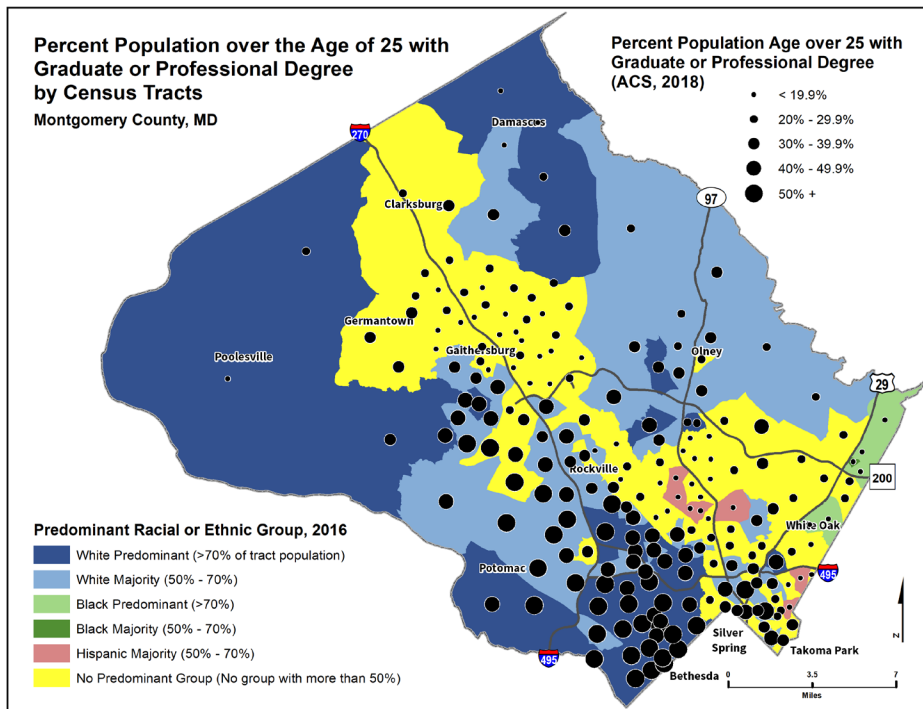 Percent Population over the Age of 25 with
Graduate or Professional Degree
by Census Tracts
Montgomery County, MD
Percent Population Age over 25 with
Graduate or Professional Degree
(ACS, 2018)
< 19.9%
20% - 29.9%
30% - 39.9%
40% - 49.9%
50% +
270
Damascus
97
Clarksburg
Germantown
Gaithersburg
Olney
Poolesville
29
Rockville
200
White Oak
Potomac
495
Silver
Spring
Takoma Park
495
Bethesda
Predominant Racial or Ethnic Group, 2016
White Predominant (>70% of tract population)
White Majority (50% - 70%)
Black Predominant (>70%)
Black Majority (50% - 70%)
Hispanic Majority (50% - 70%)
No Predominant Group (No group with more than 50%)
N
0 3.5 7
Miles